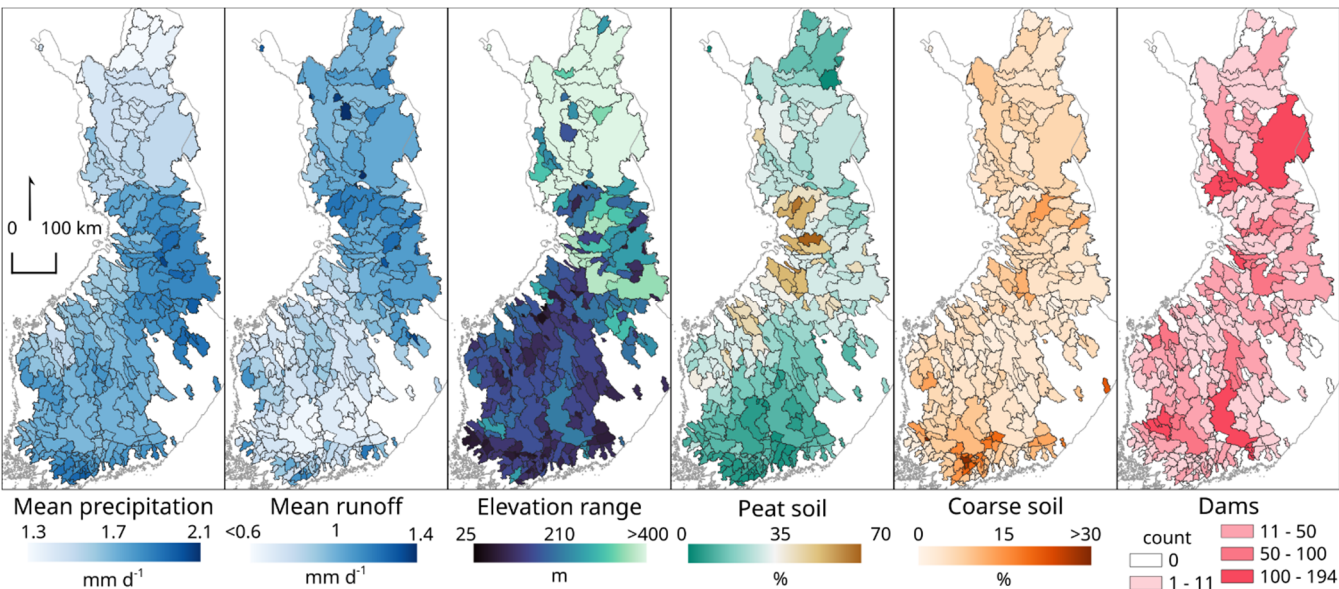 0 100 km
Mean precipitation
1.3 1.7 2.1
mm d-1
Mean runoff
<0.6 1 1.4
mm d-1
Elevation range
25 210 >400
m
Peat soil
0 35 70
%
Coarse soil
0 15 >30
%
Dams
count
0
1 - 11
11 - 50
50 - 100
100 - 194